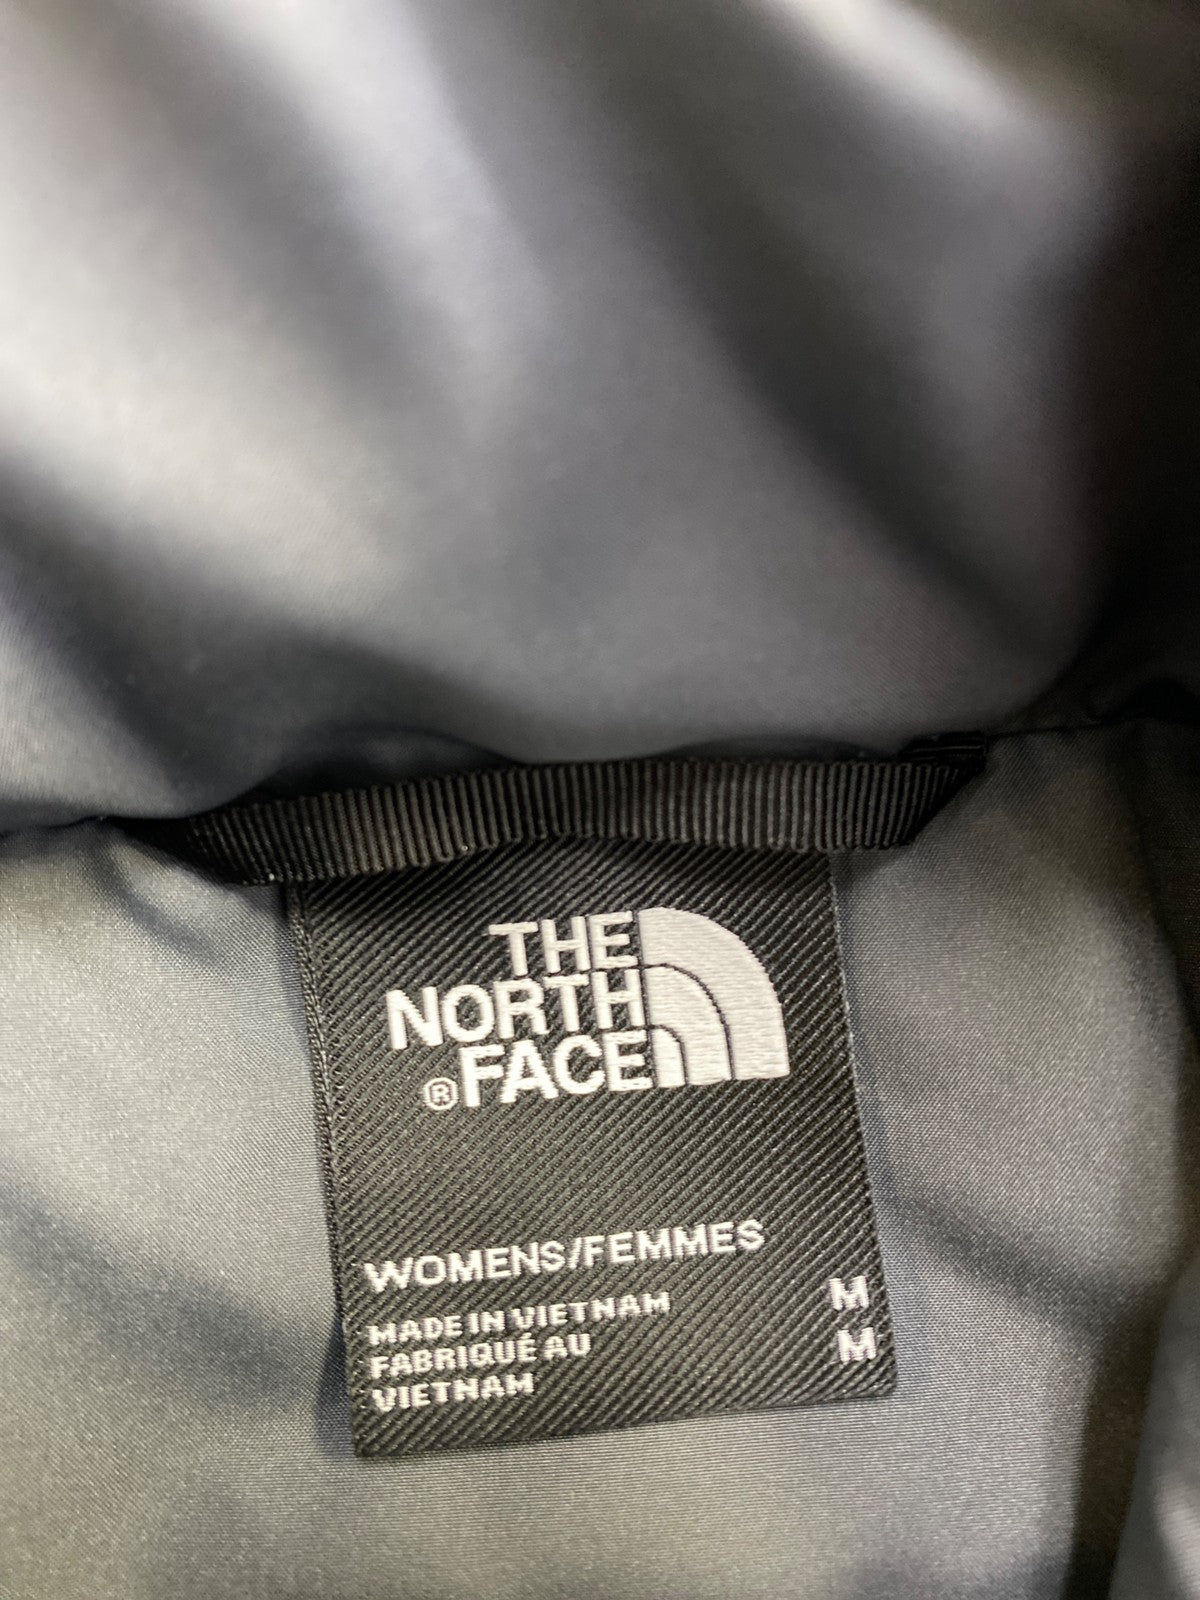 THE
NORTH
® FACE
WOMENS/FEMMES
MADE IN VIETNAM M
FABRIQUÉ AU M
VIETNAM